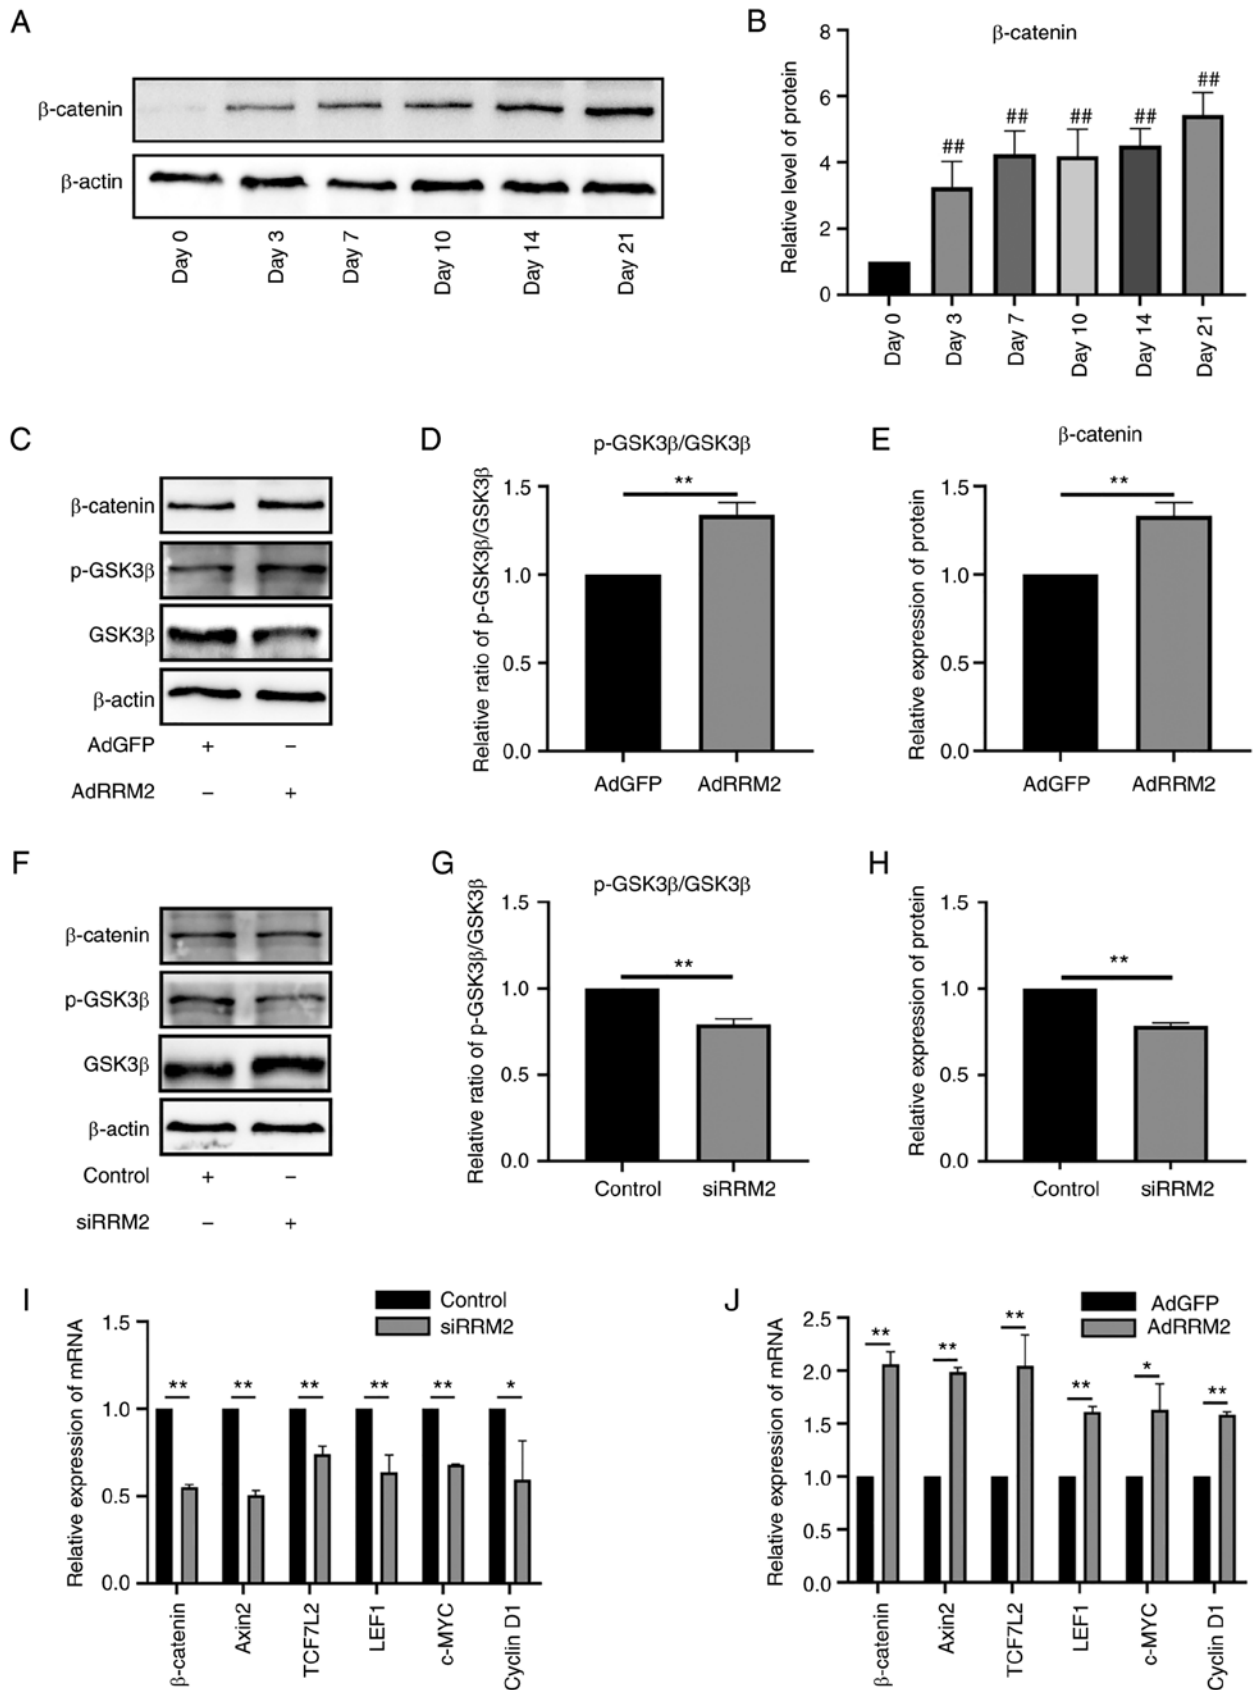 A
β-catenin
β-actin
Day 0
Day 3
Day 7
Day 10
Day 14
Day 21
B
β-catenin
Relative level of protein
8
6
4
2
0
##
##
##
##
##
Day 0
Day 3
Day 7
Day 10
Day 14
Day 21
C
β-catenin
p-GSK3β
GSK3β
β-actin
AdGFP + –
AdRRM2 – +
D
p-GSK3β/GSK3β
Relative ratio of p-GSK3β/GSK3β
1.5
1.0
0.5
0.0
**
AdGFP AdRRM2
E
β-catenin
Relative expression of protein
1.5
1.0
0.5
0.0
**
AdGFP AdRRM2
F
β-catenin
p-GSK3β
GSK3β
β-actin
Control + –
siRRM2 – +
G
p-GSK3β/GSK3β
Relative ratio of p-GSK3β/GSK3β
1.5
1.0
0.5
0.0
**
Control siRRM2
H
Relative expression of protein
1.5
1.0
0.5
0.0
**
Control siRRM2
I
Control
siRRM2
Relative expression of mRNA
1.5
1.0
0.5
0.0
** ** ** ** ** *
β-catenin
Axin2
TCF7L2
LEF1
c-MYC
Cyclin D1
J
AdGFP
AdRRM2
Relative expression of mRNA
2.5
2.0
1.5
1.0
0.5
0.0
** ** ** ** * **
β-catenin
Axin2
TCF7L2
LEF1
c-MYC
Cyclin D1